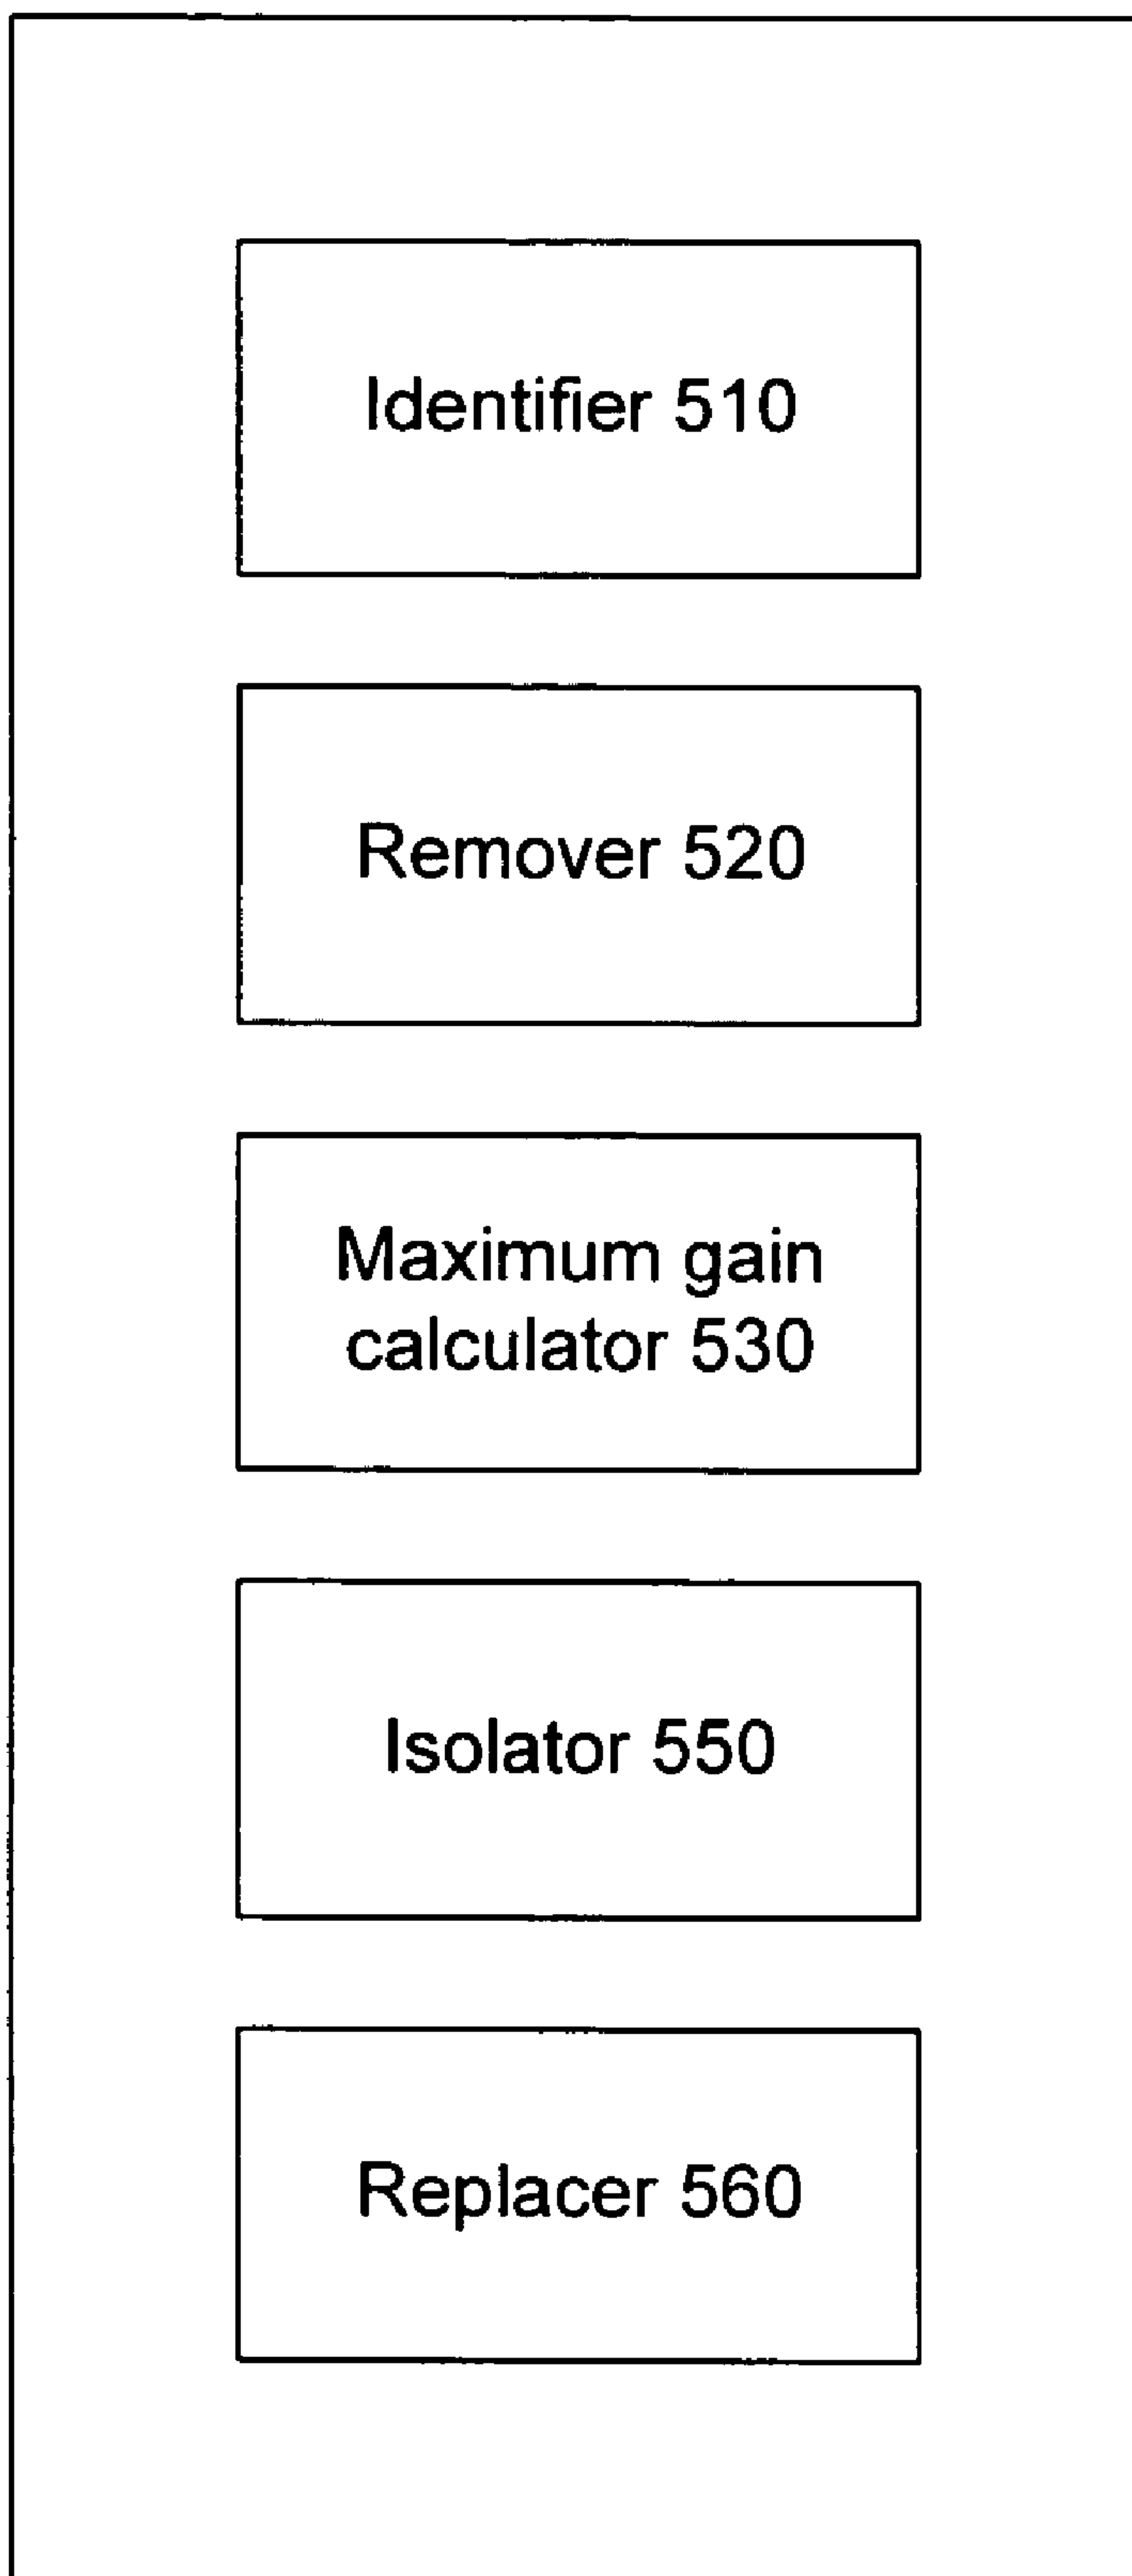 Identifier 510
Remover 520
Maximum gain
calculator 530
Isolator 550
Replacer 560